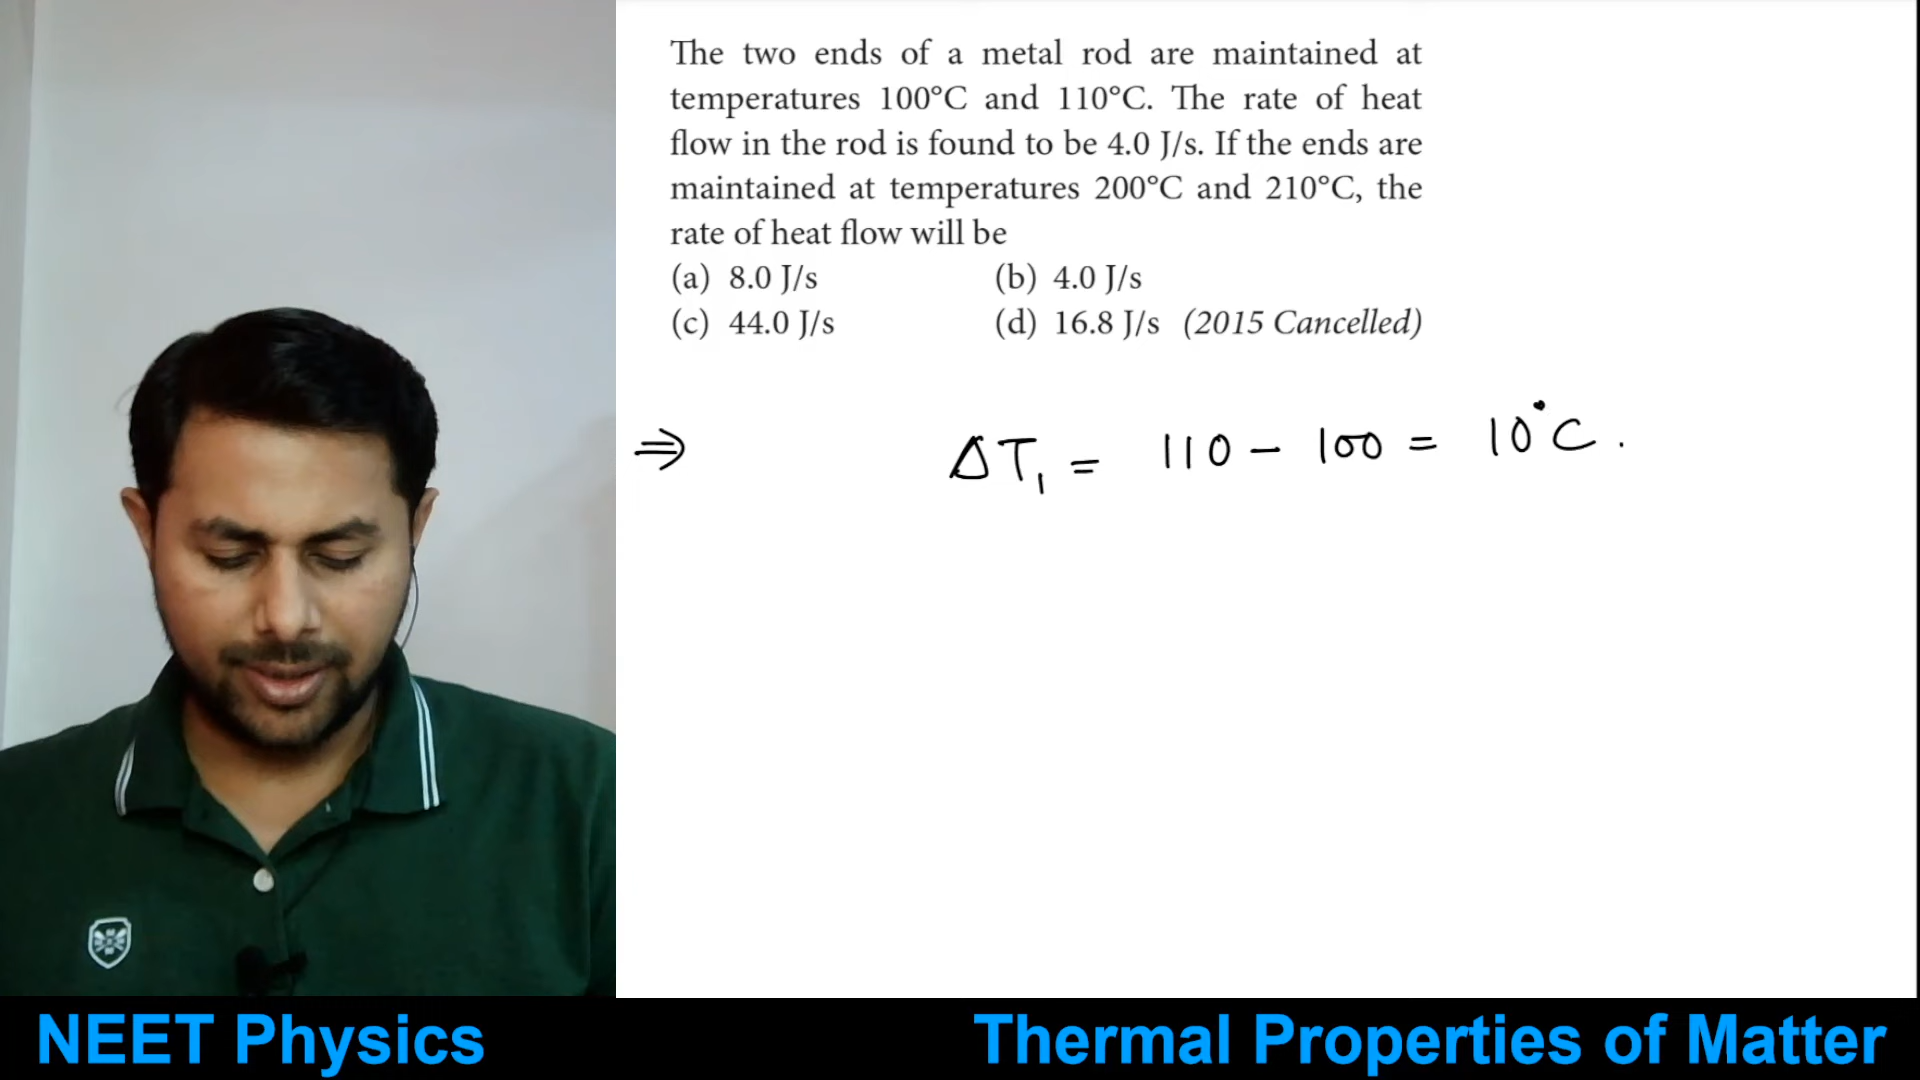 The two ends of a metal rod are maintained at
temperatures 100°C and 110°C. The rate of heat
flow in the rod is found to be 4.0 J/s. If the ends are
maintained at temperatures 200°C and 210°C, the
rate of heat flow will be
(a) 8.0 J/s (b) 4.0 J/s
(c) 44.0 J/s (d) 16.8 J/s (2015 Cancelled)
⇒ ΔT₁ = 110 - 100 = 10°C.
NEET Physics Thermal Properties of Matter